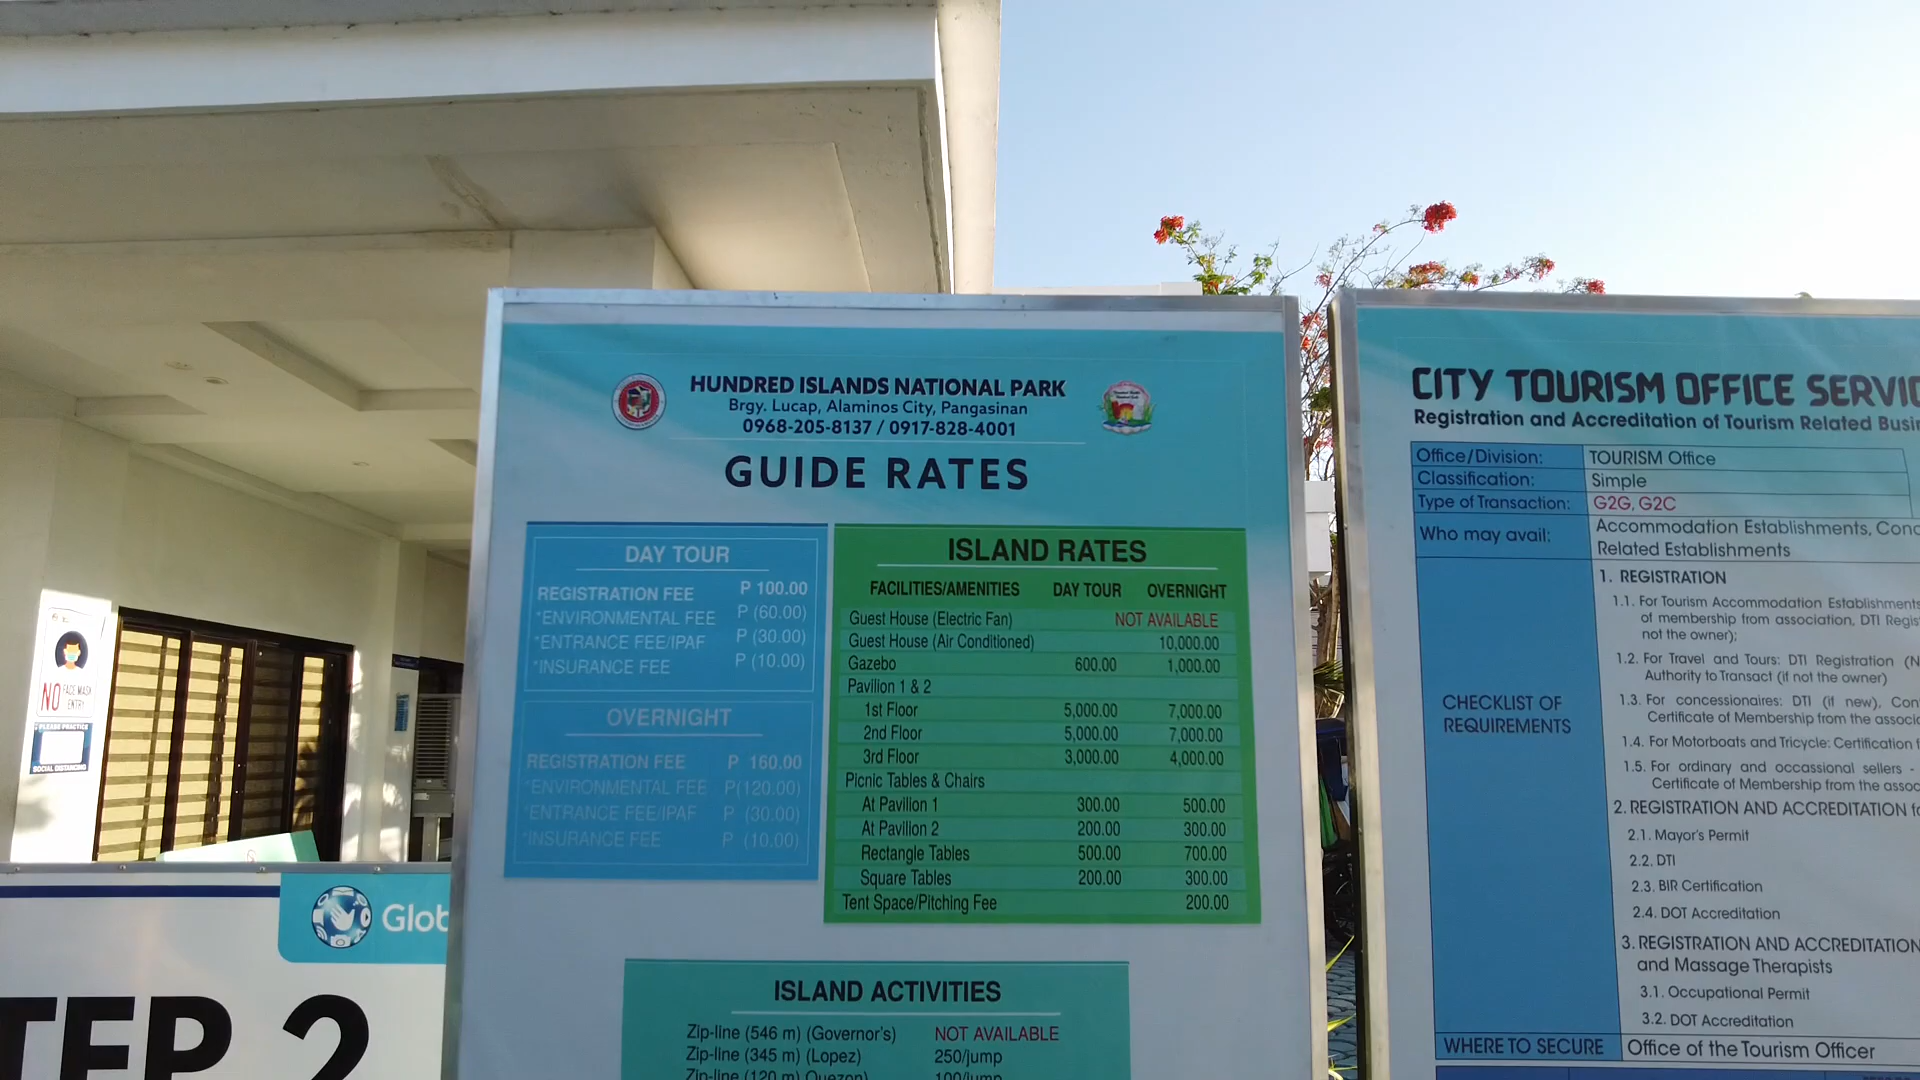 HUNDRED ISLANDS NATIONAL PARK
Brgy. Lucap, Alaminos City, Pangasinan
0968-205-8137 / 0917-828-4001
GUIDE RATES
DAY TOUR
REGISTRATION FEE P 100.00
*ENVIRONMENTAL FEE P (60.00)
*ENTRANCE FEE/IPAF P (30.00)
*INSURANCE FEE P (10.00)
OVERNIGHT
REGISTRATION FEE P 160.00
*ENVIRONMENTAL FEE P(120.00)
*ENTRANCE FEE/IPAF P (30.00)
*INSURANCE FEE P (10.00)
ISLAND RATES
FACILITIES/AMENITIES DAY TOUR OVERNIGHT
Guest House (Electric Fan) NOT AVAILABLE
Guest House (Air Conditioned) 10,000.00
Gazebo 600.00 1,000.00
Pavilion 1 & 2
1st Floor 5,000.00 7,000.00
2nd Floor 5,000.00 7,000.00
3rd Floor 3,000.00 4,000.00
Picnic Tables & Chairs
At Pavilion 1 300.00 500.00
At Pavilion 2 200.00 300.00
Rectangle Tables 500.00 700.00
Square Tables 200.00 300.00
Tent Space/Pitching Fee 200.00
ISLAND ACTIVITIES
Zip-line (546 m) (Governor's) NOT AVAILABLE
Zip-line (345 m) (Lopez) 250/jump
Zip-line (120 m) Quezon) 100/jump
CITY TOURISM OFFICE SERVIC
Registration and Accreditation of Tourism Related Busin
Office/Division: TOURISM Office
Classification: Simple
Type of Transaction: G2G, G2C
Who may avail: Accommodation Establishments, Conc
Related Establishments
CHECKLIST OF
REQUIREMENTS
1. REGISTRATION
1.1. For Tourism Accommodation Establishments
of membership from association, DTI Regis
not the owner);
1.2. For Travel and Tours: DTI Registration (N
Authority to Transact (if not the owner)
1.3. For concessionaires: DTI (if new), Con
Certificate of Membership from the associa
1.4. For Motorboats and Tricycle: Certification f
1.5. For ordinary and occassional sellers -
Certificate of Membership from the assoc
2. REGISTRATION AND ACCREDITATION fo
2.1. Mayor's Permit
2.2. DTI
2.3. BIR Certification
2.4. DOT Accreditation
3. REGISTRATION AND ACCREDITATION
and Massage Therapists
3.1. Occupational Permit
3.2. DOT Accreditation
WHERE TO SECURE Office of the Tourism Officer
NO FACE MASK
ENTRY
PLEASE PRACTICE
SOCIAL DISTANCING
Glob
TEP 2